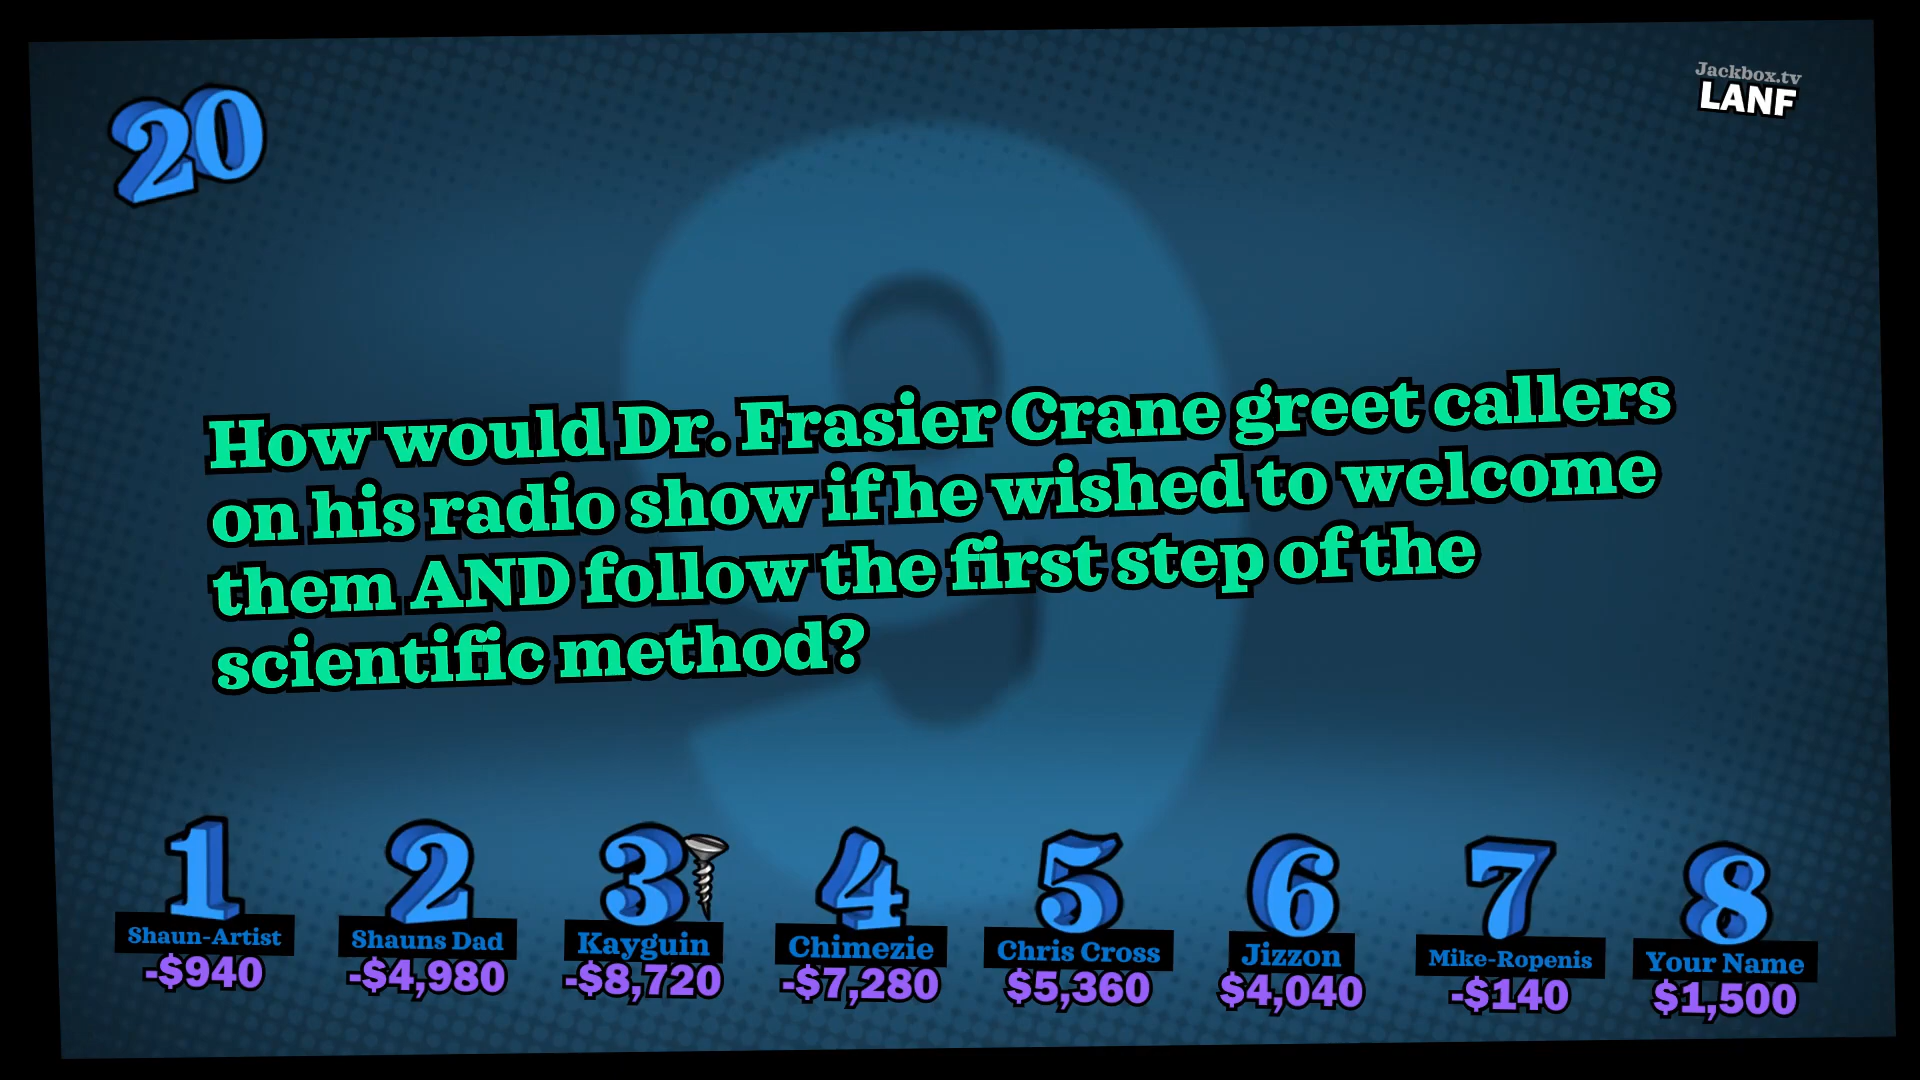 20
Jackbox.tv
LANF
9
How would Dr. Frasier Crane greet callers
on his radio show if he wished to welcome
them AND follow the first step of the
scientific method?
1
Shaun-Artist
-$940
2
Shauns Dad
-$4,980
3
Kayguin
-$8,720
4
Chimezie
-$7,280
5
Chris Cross
$5,360
6
Jizzon
$4,040
7
Mike-Ropenis
-$140
8
Your Name
$1,500